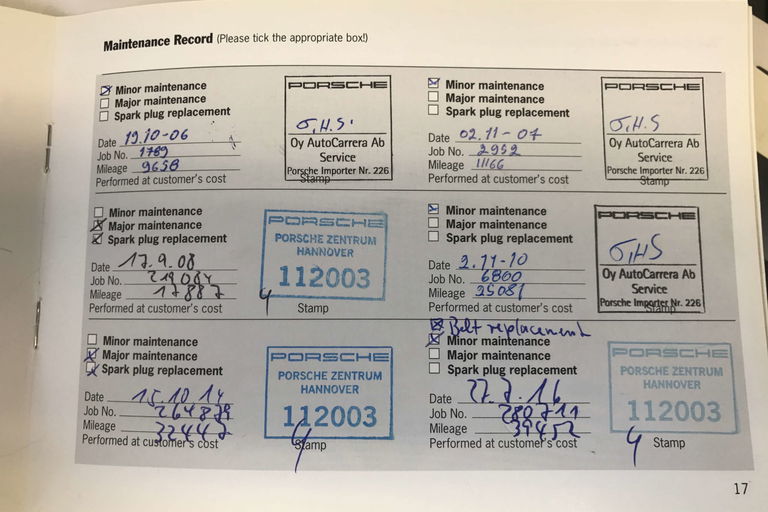 Maintenance Record (Please tick the appropriate box!)
Minor maintenance
Major maintenance
Spark plug replacement
Date 19.10-06
Job No. 1789
Mileage 9658
Performed at customer's cost
PORSCHE
O.H.S.
Oy AutoCarrera Ab
Service
Porsche Importer Nr. 226
Stamp
Minor maintenance
Major maintenance
Spark plug replacement
Date 02.11-07
Job No. 2952
Mileage 11166
Performed at customer's cost
PORSCHE
O.H.S
Oy AutoCarrera Ab
Service
Porsche Importer Nr. 226
Stamp
Minor maintenance
Major maintenance
Spark plug replacement
Date 17.9.08
Job No. 219084
Mileage 17887
Performed at customer's cost
PORSCHE
PORSCHE ZENTRUM
HANNOVER
112003
Stamp
Minor maintenance
Major maintenance
Spark plug replacement
Date 2.11-10
Job No. 6800
Mileage 25081
Performed at customer's cost
PORSCHE
O.H.S
Oy AutoCarrera Ab
Service
Porsche Importer Nr. 226
Stamp
Minor maintenance
Major maintenance
Spark plug replacement
Date 15.10.14
Job No. 264879
Mileage 32447
Performed at customer's cost
PORSCHE
PORSCHE ZENTRUM
HANNOVER
112003
Stamp
Belt replacement
Minor maintenance
Major maintenance
Spark plug replacement
Date 27.7.16
Job No. 280711
Mileage 39452
Performed at customer's cost
PORSCHE
PORSCHE ZENTRUM
HANNOVER
112003
Stamp
17